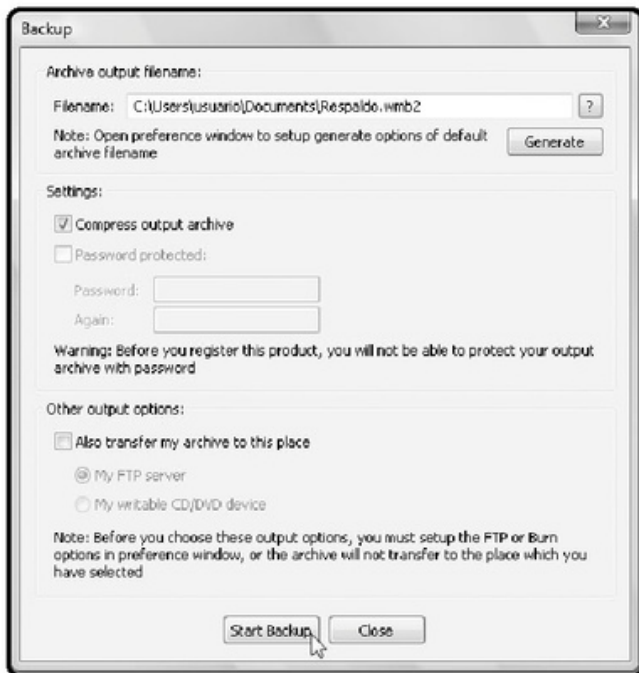 Backup
Archive output filename:
Filename: C:\Users\usuario\Documents\Respaldo.wmb2 ?
Note: Open preference window to setup generate options of default
archive filename
Generate
Settings:
Compress output archive
Password protected:
Password:
Again:
Warning: Before you register this product, you will not be able to protect your output
archive with password
Other output options:
Also transfer my archive to this place
My FTP server
My writable CD/DVD device
Note: Before you choose these output options, you must setup the FTP or Burn
options in preference window, or the archive will not transfer to the place which you
have selected
Start Backup Close